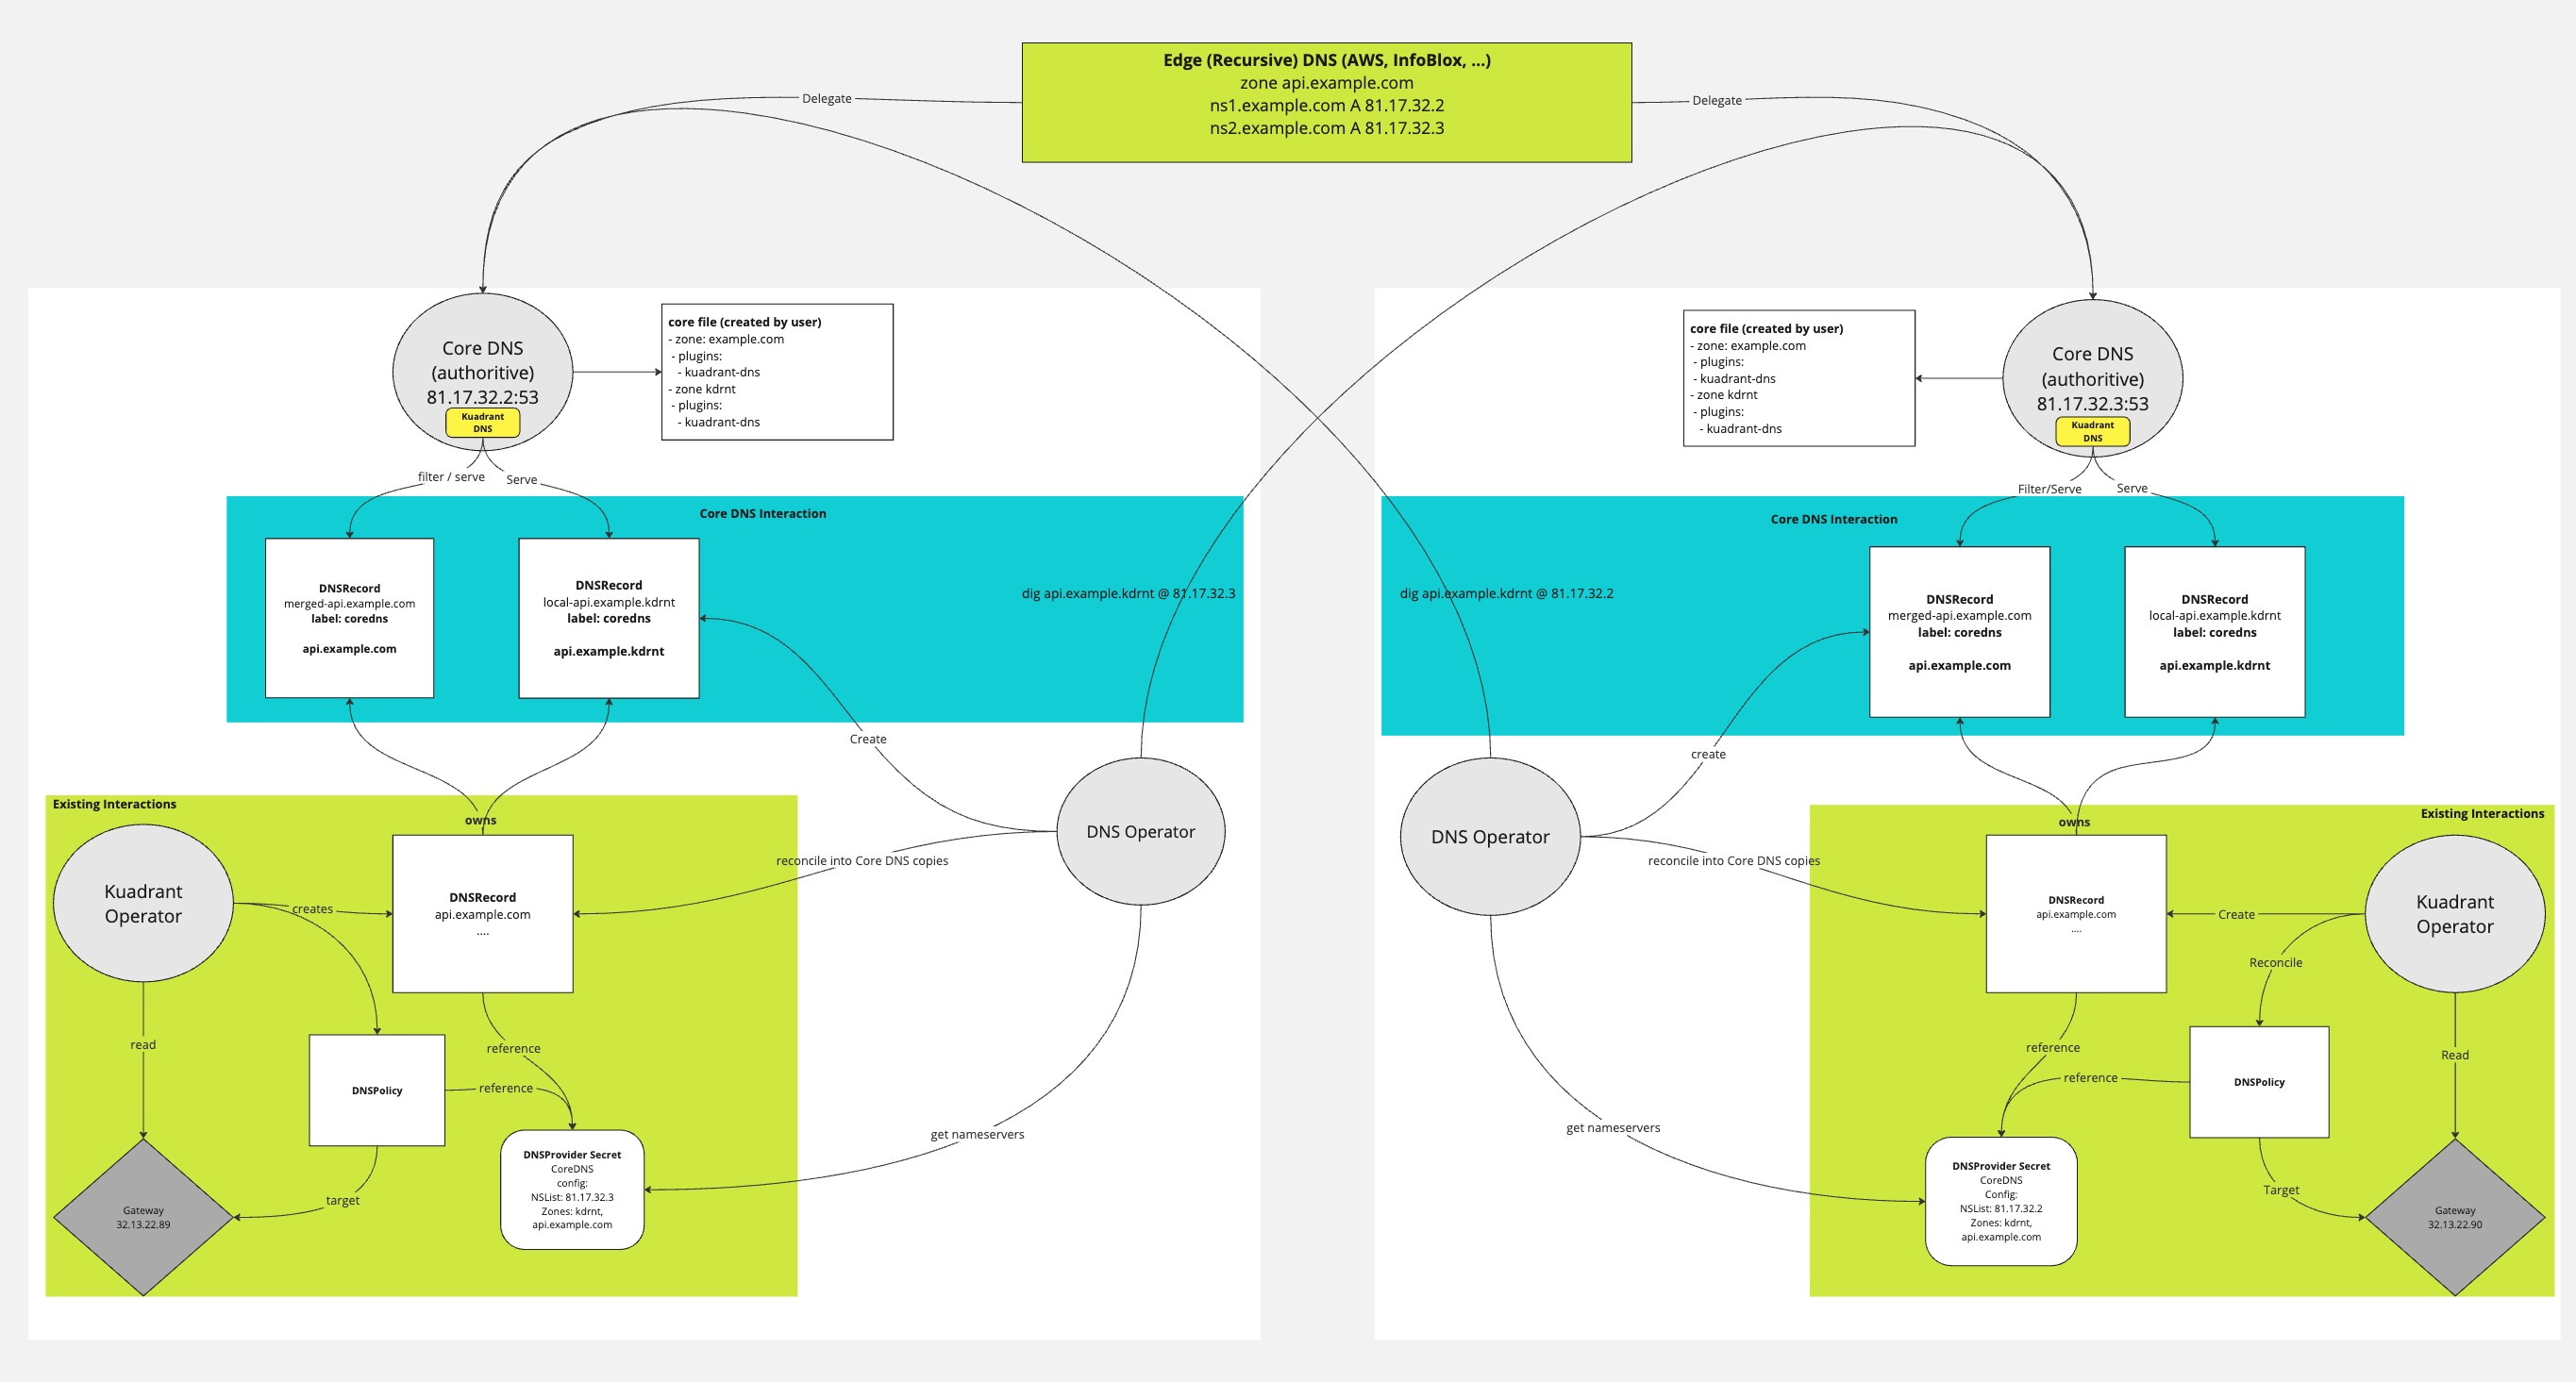 Edge (Recursive) DNS (AWS, InfoBlox, ...)
zone api.example.com
ns1.example.com A 81.17.32.2
ns2.example.com A 81.17.32.3
Delegate
Delegate
Core DNS
(authoritive)
81.17.32.2:53
Kuadrant
DNS
core file (created by user)
- zone: example.com
- plugins:
- kuadrant-dns
- zone kdrnt
- plugins:
- kuadrant-dns
filter / serve
Serve
Core DNS Interaction
DNSRecord
merged-api.example.com
label: coredns
api.example.com
DNSRecord
local-api.example.kdrnt
label: coredns
api.example.kdrnt
dig api.example.kdrnt @ 81.17.32.3
Create
DNS Operator
reconcile into Core DNS copies
get nameservers
Existing Interactions
owns
Kuadrant
Operator
creates
DNSRecord
api.example.com
....
read
reference
DNSPolicy
reference
target
Gateway
32.13.22.89
DNSProvider Secret
CoreDNS
config:
NSList: 81.17.32.3
Zones: kdrnt,
api.example.com
core file (created by user)
- zone: example.com
- plugins:
- kuadrant-dns
- zone kdrnt
- plugins:
- kuadrant-dns
Core DNS
(authoritive)
81.17.32.3:53
Kuadrant
DNS
Filter/Serve
Serve
Core DNS Interaction
dig api.example.kdrnt @ 81.17.32.2
DNSRecord
merged-api.example.com
label: coredns
api.example.com
DNSRecord
local-api.example.kdrnt
label: coredns
api.example.kdrnt
create
DNS Operator
reconcile into Core DNS copies
get nameservers
Existing Interactions
owns
DNSRecord
api.example.com
....
Create
Kuadrant
Operator
Reconcile
Read
reference
reference
DNSPolicy
Target
DNSProvider Secret
CoreDNS
Config:
NSList: 81.17.32.2
Zones: kdrnt,
api.example.com
Gateway
32.13.22.90